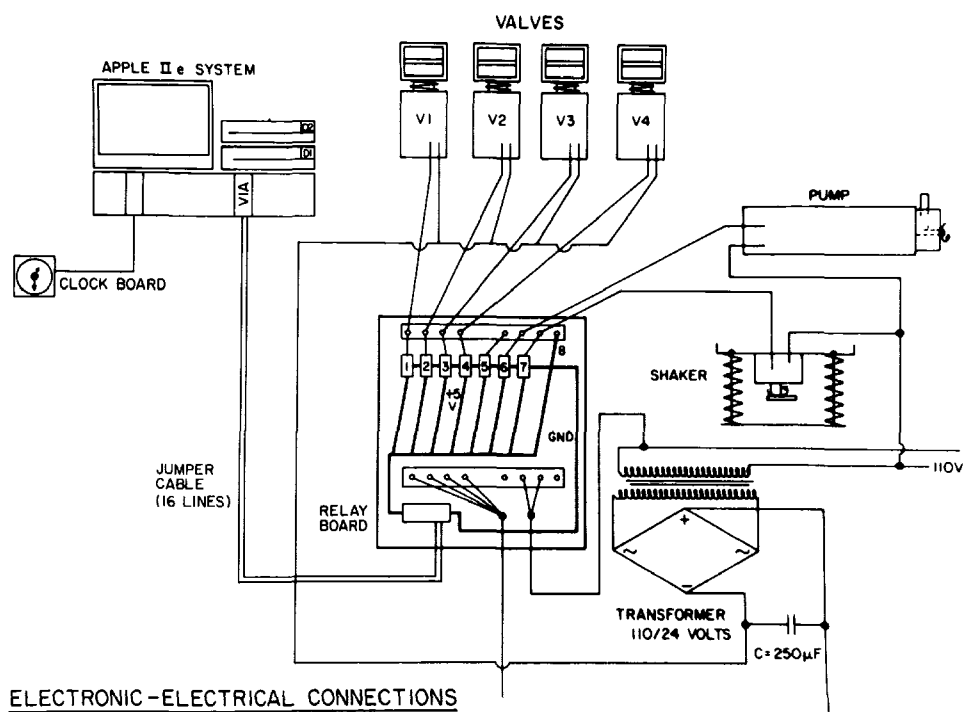 VALVES
APPLE II e SYSTEM
V1
V2
V3
V4
D2
D1
VIA
PUMP
CLOCK BOARD
8
1
2
3
4
5
6
7
SHAKER
+5
V
GND
110V
JUMPER
CABLE
(16 LINES)
RELAY
BOARD
+
~
~
−
TRANSFORMER
110/24 VOLTS
C=250μF
ELECTRONIC-ELECTRICAL CONNECTIONS